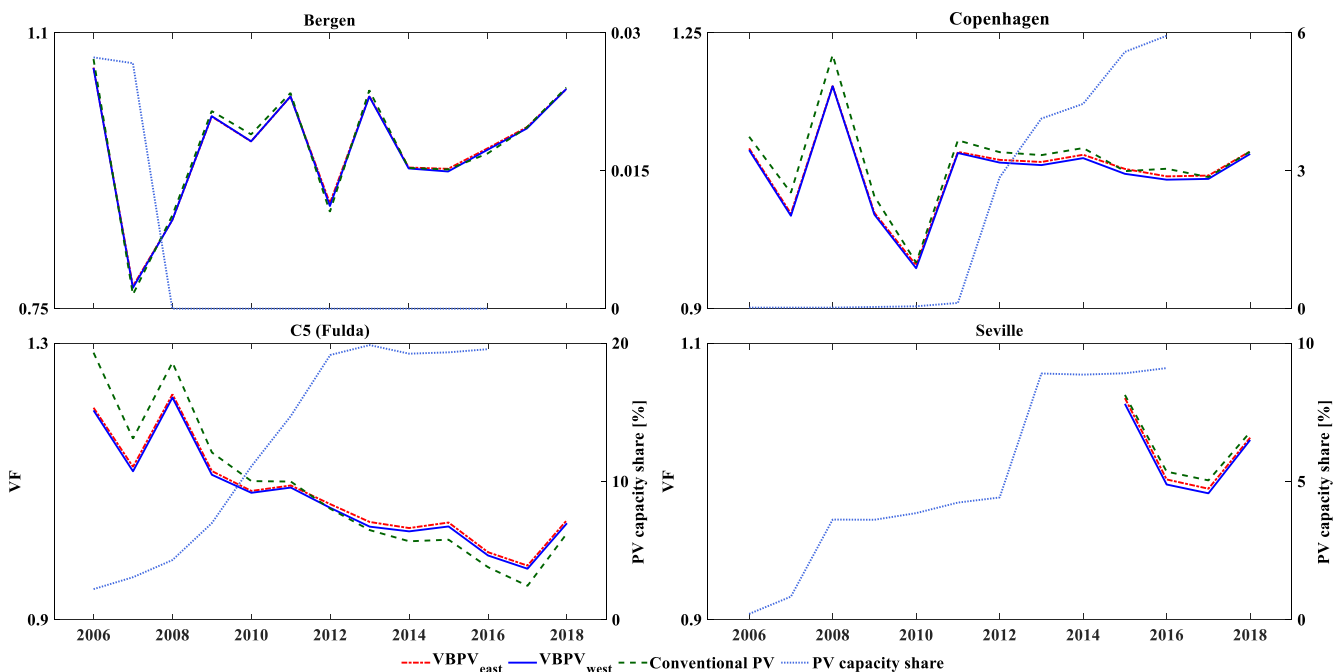 Bergen
Copenhagen
1.1
0.03
1.25
6
0.015
3
0.75
0
0.9
0
C5 (Fulda)
Seville
1.3
20
1.1
10
VF
10
PV capacity share [%]
VF
5
PV capacity share [%]
0.9
0
0.9
0
2006 2008 2010 2012 2014 2016 2018
2006 2008 2010 2012 2014 2016 2018
VBPVeast VBPVwest Conventional PV PV capacity share